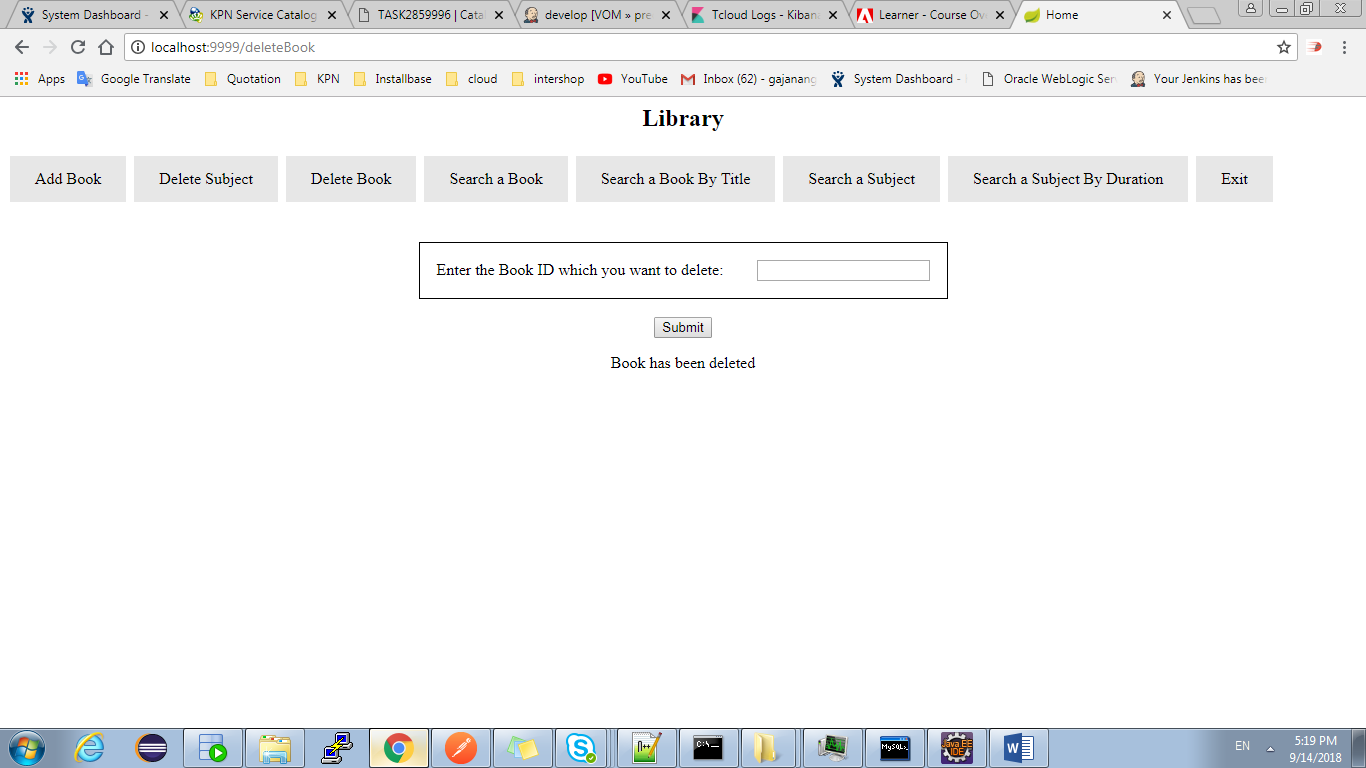 System Dashboard - KPN Service Catalog TASK2859996 | Catal develop [VOM » pre Tcloud Logs - Kibana Learner - Course Ove Home
localhost:9999/deleteBook
Apps Google Translate Quotation KPN Installbase cloud intershop YouTube Inbox (62) - gajanang System Dashboard - Oracle WebLogic Ser Your Jenkins has bee
Library
Add Book Delete Subject Delete Book Search a Book Search a Book By Title Search a Subject Search a Subject By Duration Exit
Enter the Book ID which you want to delete:
Submit
Book has been deleted
EN 5:19 PM
9/14/2018